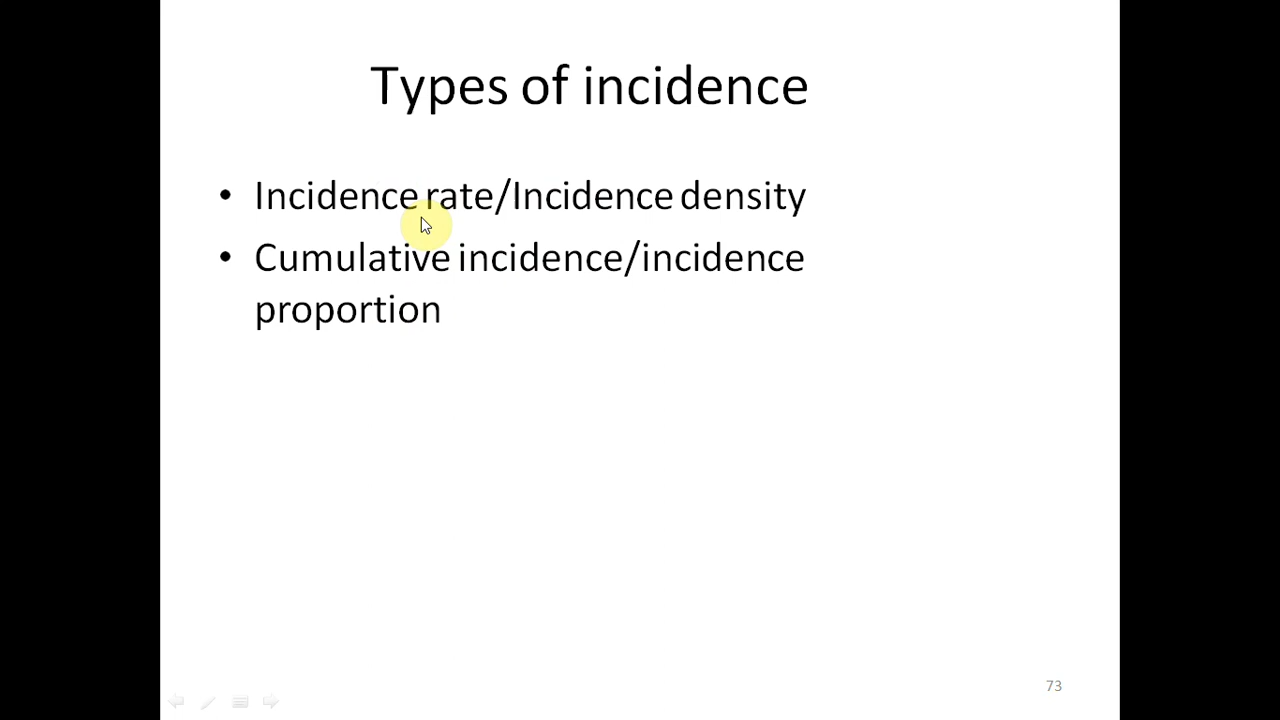 Types of incidence
• Incidence rate/Incidence density
• Cumulative incidence/incidence
proportion
73